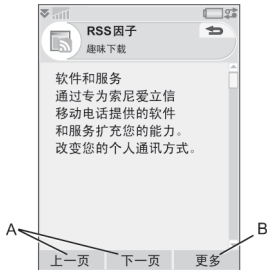 RSS因子
趣味下载
软件和服务
通过专为索尼爱立信
移动电话提供的软件
和服务扩充您的能力。
改变您的个人通讯方式。
A
B
上一页 下一页 更多